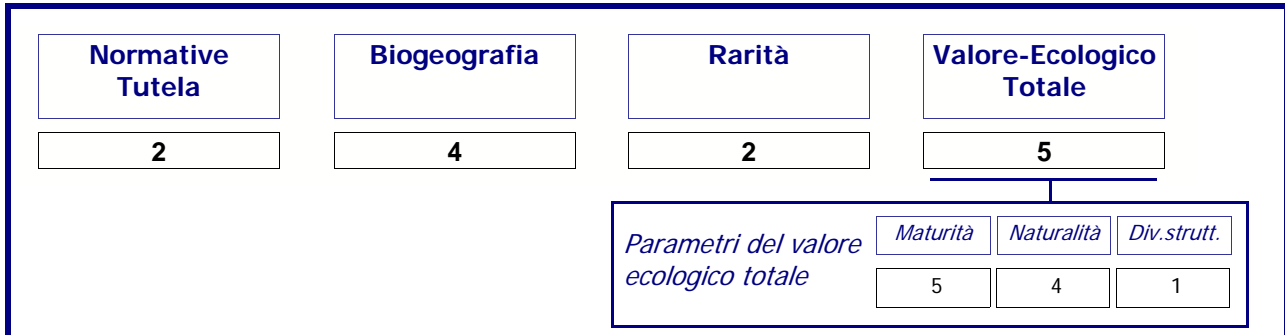 Normative
Tutela
Biogeografia
Rarità
Valore-Ecologico
Totale
2
4
2
5
Parametri del valore
ecologico totale
Maturità
Naturalità
Div.strutt.
5
4
1